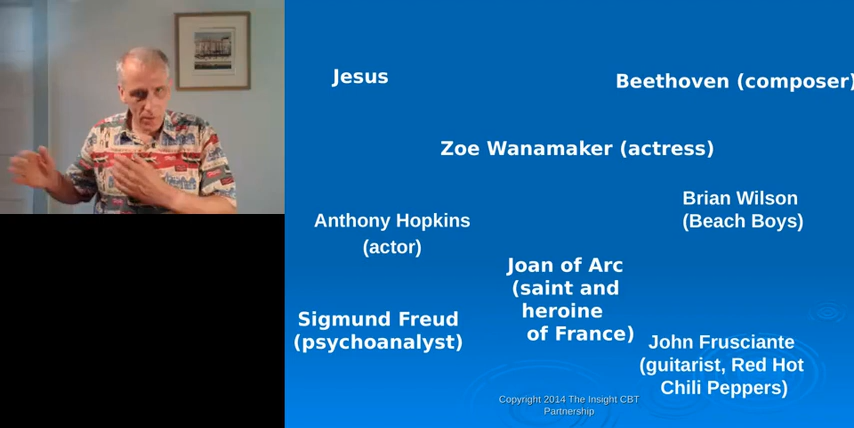 Jesus
Beethoven (composer)
Zoe Wanamaker (actress)
Brian Wilson
(Beach Boys)
Anthony Hopkins
(actor)
Joan of Arc
(saint and
heroine
of France)
Sigmund Freud
(psychoanalyst)
John Frusciante
(guitarist, Red Hot
Chili Peppers)
Copyright 2014 The Insight CBT
Partnership